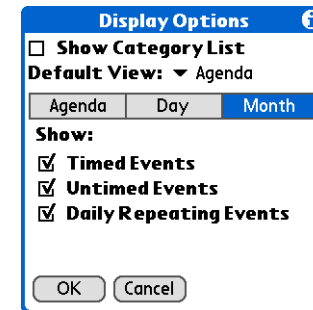 Display Options
Show Category List
Default View: Agenda
Agenda Day Month
Show:
Timed Events
Untimed Events
Daily Repeating Events
OK Cancel